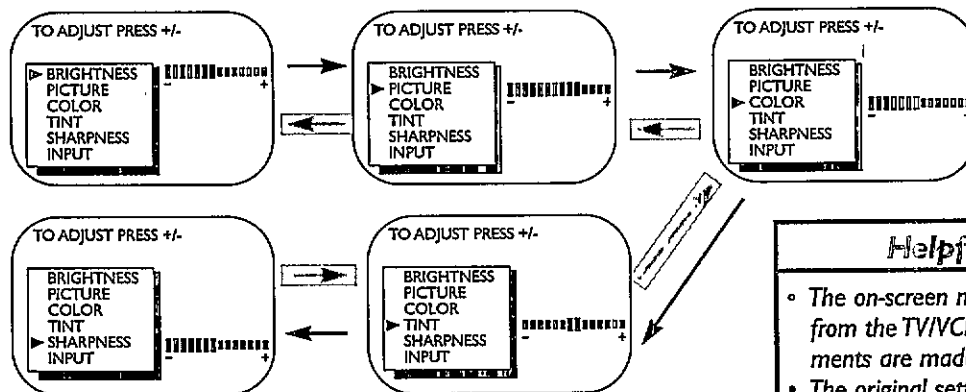 TO ADJUST PRESS +/-
BRIGHTNESS
PICTURE
COLOR
TINT
SHARPNESS
INPUT
- +
TO ADJUST PRESS +/-
BRIGHTNESS
PICTURE
COLOR
TINT
SHARPNESS
INPUT
- +
TO ADJUST PRESS +/-
BRIGHTNESS
PICTURE
COLOR
TINT
SHARPNESS
INPUT
- +
TO ADJUST PRESS +/-
BRIGHTNESS
PICTURE
COLOR
TINT
SHARPNESS
INPUT
- +
TO ADJUST PRESS +/-
BRIGHTNESS
PICTURE
COLOR
TINT
SHARPNESS
INPUT
- +
Helpf
• The on-screen
from the TV/VC
ments are mad
• The original set